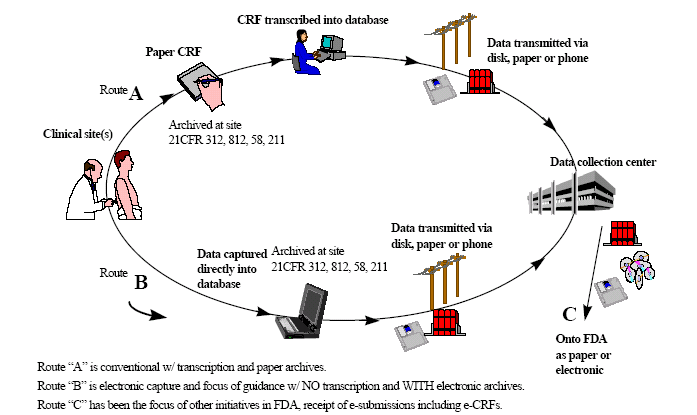 CRF transcribed into database
Paper CRF
Data transmitted via
disk, paper or phone
Route A
Archived at site
21CFR 312, 812, 58, 211
Clinical site(s)
Data collection center
Data transmitted via
disk, paper or phone
Data captured
directly into
database
Archived at site
21CFR 312, 812, 58, 211
Route B
C
Onto FDA
as paper or
electronic
Route “A” is conventional w/ transcription and paper archives.
Route “B” is electronic capture and focus of guidance w/ NO transcription and WITH electronic archives.
Route “C” has been the focus of other initiatives in FDA, receipt of e-submissions including e-CRFs.